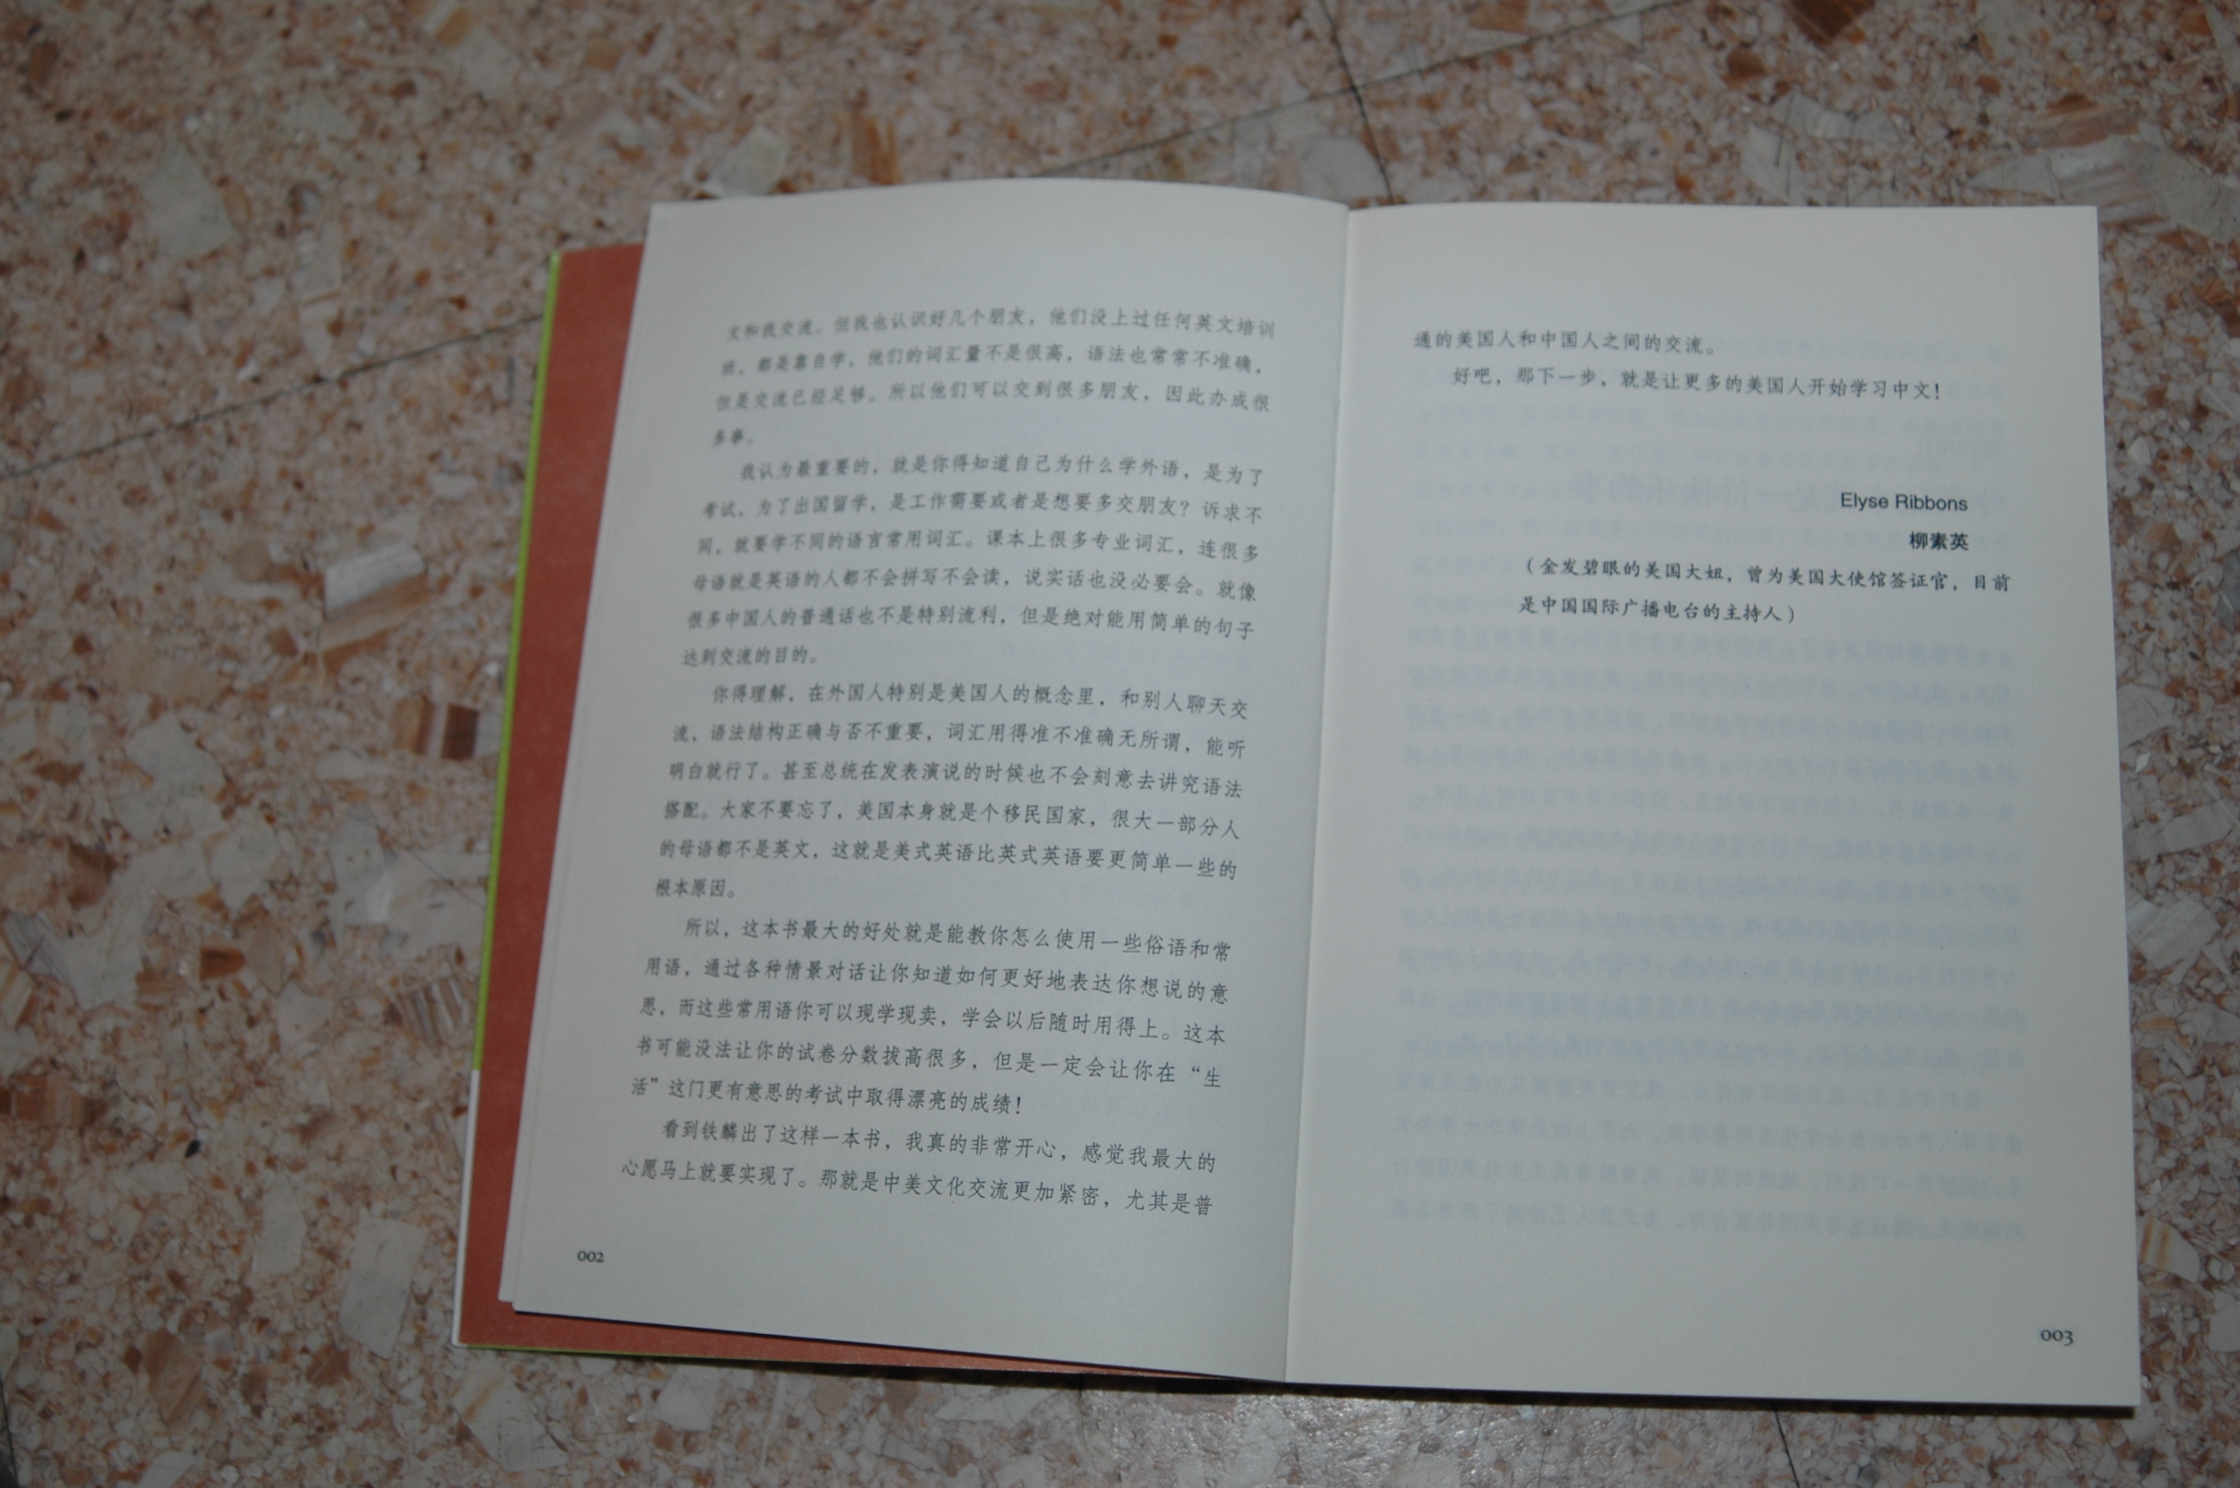 文和我交流。但我也认识好几个朋友，他们没上过任何英文培训
班，都是靠自学，他们的词汇量不是很高，语法也常常不准确，
但是交流已经足够。所以他们可以交到很多朋友，因此办成很
多事。
我认为最重要的，就是你得知道自己为什么学外语，是为了
考试，为了出国留学，是工作需要或者是想要多交朋友？诉求不
同，就要学不同的语言常用词汇。课本上很多专业词汇，连很多
母语就是英语的人都不会拼写不会读，说实话也没必要会。就像
很多中国人的普通话也不是特别流利，但是绝对能用简单的句子
达到交流的目的。
你得理解，在外国人特别是美国人的概念里，和别人聊天交
流，语法结构正确与否不重要，词汇用得准不准确无所谓，能听
明白就行了。甚至总统在发表演说的时候也不会刻意去讲究语法
搭配。大家不要忘了，美国本身就是个移民国家，很大一部分人
的母语都不是英文，这就是美式英语比英式英语要更简单一些的
根本原因。
所以，这本书最大的好处就是能教你怎么使用一些俗语和常
用语，通过各种情景对话让你知道如何更好地表达你想说的意
思，而这些常用语你可以现学现卖，学会以后随时用得上。这本
书可能没法让你的试卷分数拔高很多，但是一定会让你在“生
活”这门更有意思的考试中取得漂亮的成绩！
看到铁麟出了这样一本书，我真的非常开心，感觉我最大的
心愿马上就要实现了。那就是中美文化交流更加紧密，尤其是普
002
通的美国人和中国人之间的交流。
好吧，那下一步，就是让更多的美国人开始学习中文！
Elyse Ribbons
柳素英
（金发碧眼的美国大妞，曾为美国大使馆签证官，目前
是中国国际广播电台的主持人）
003